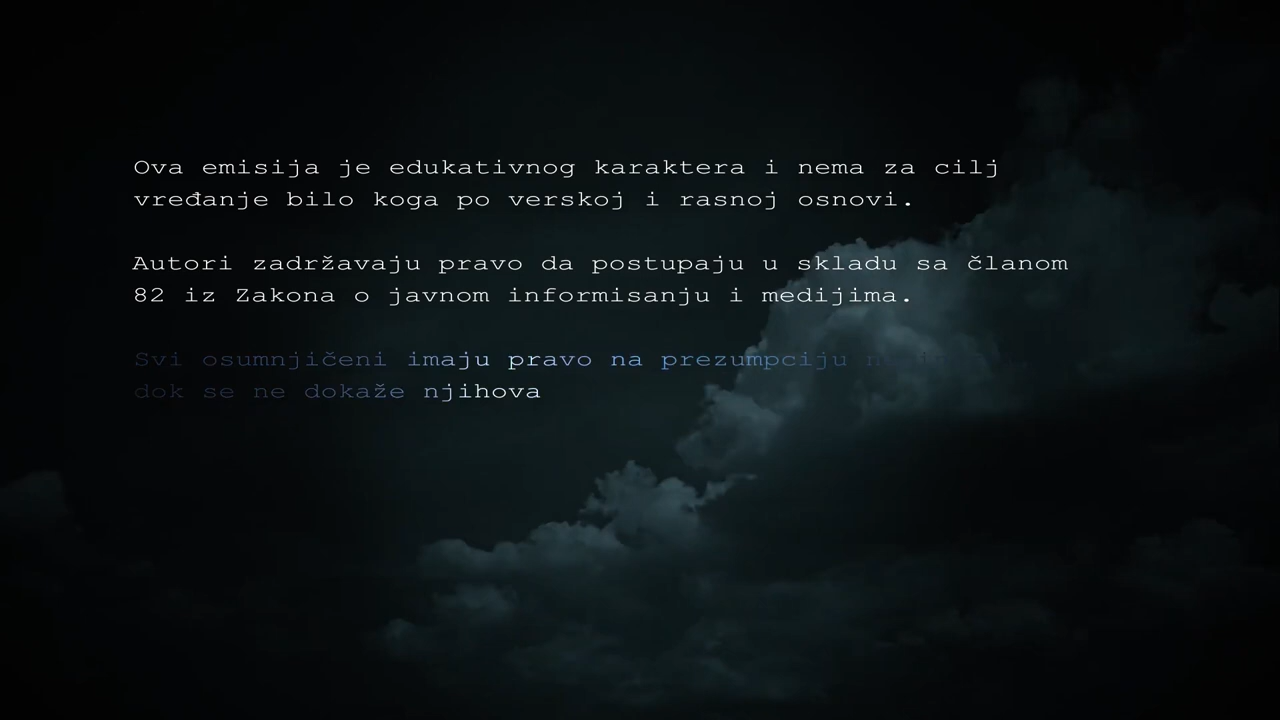 Ova emisija je edukativnog karaktera i nema za cilj
vređanje bilo koga po verskoj i rasnoj osnovi.
Autori zadržavaju pravo da postupaju u skladu sa članom
82 iz Zakona o javnom informisanju i medijima.
Svi osumnjičeni imaju pravo na prezumpciju
dok se ne dokaže njihova